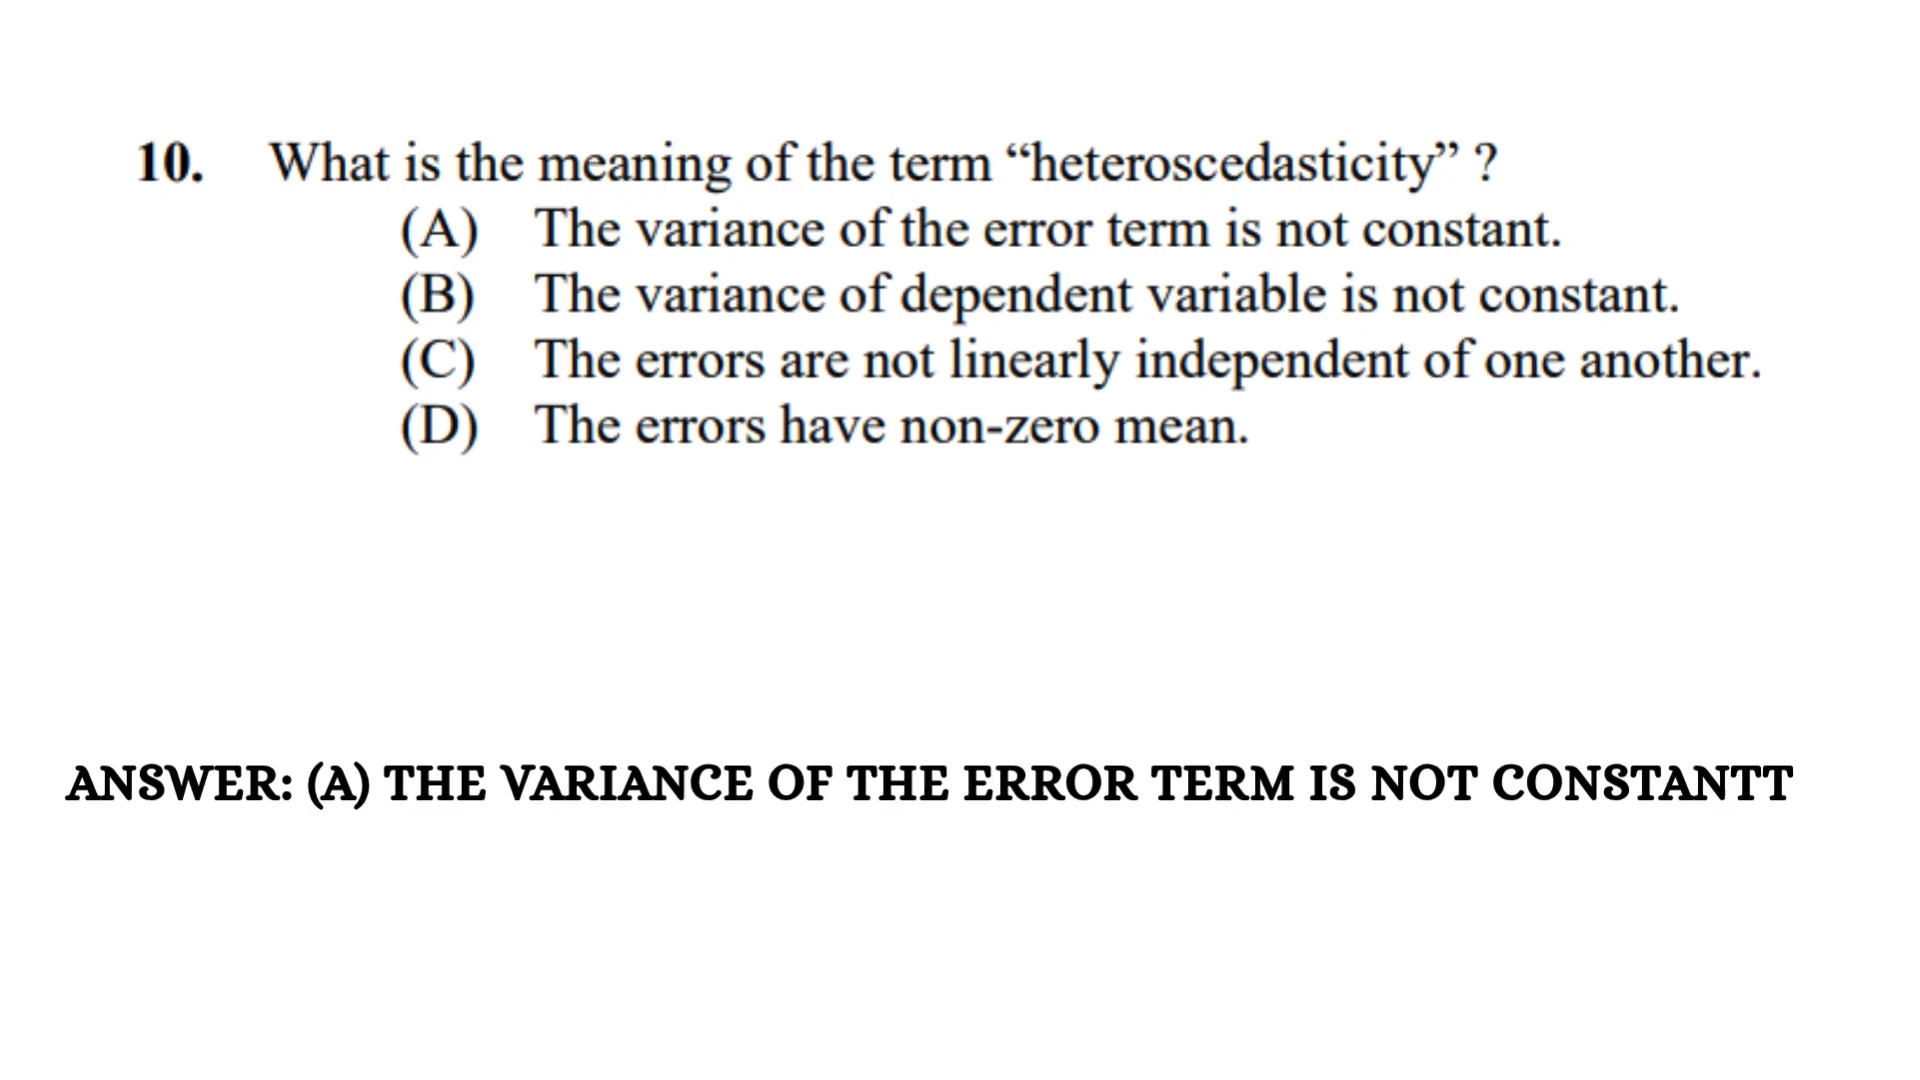 10. What is the meaning of the term “heteroscedasticity” ?
(A) The variance of the error term is not constant.
(B) The variance of dependent variable is not constant.
(C) The errors are not linearly independent of one another.
(D) The errors have non-zero mean.
ANSWER: (A) THE VARIANCE OF THE ERROR TERM IS NOT CONSTANTT